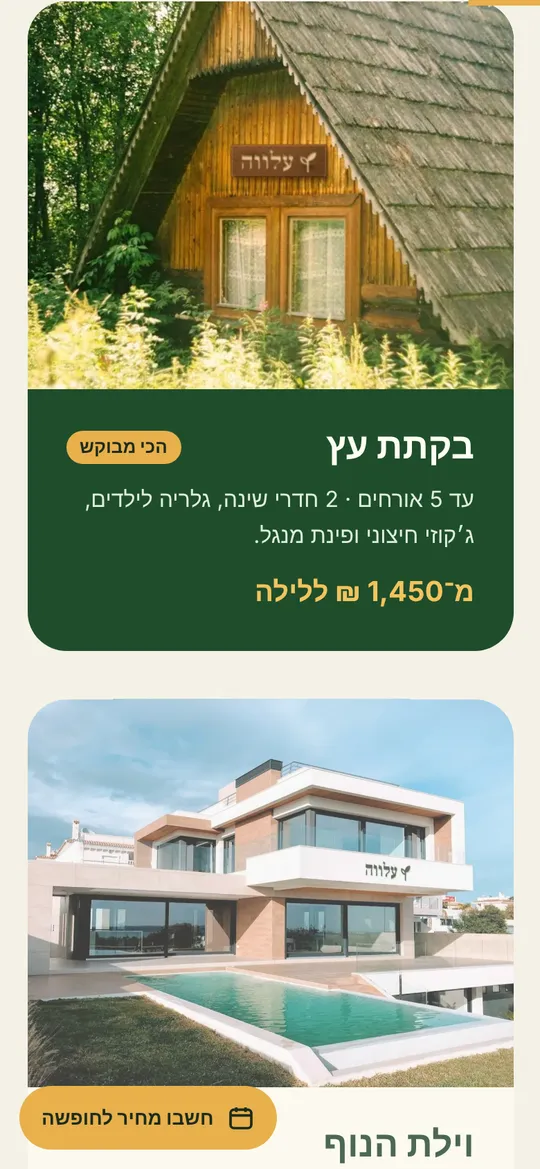 עלווה
בקתת עץ
הכי מבוקש
עד 5 אורחים · 2 חדרי שינה, גלריה לילדים,
ג׳קוזי חיצוני ופינת מנגל.
מ־1,450 ₪ ללילה
עלווה
חשבו מחיר לחופשה
וילת הנוף